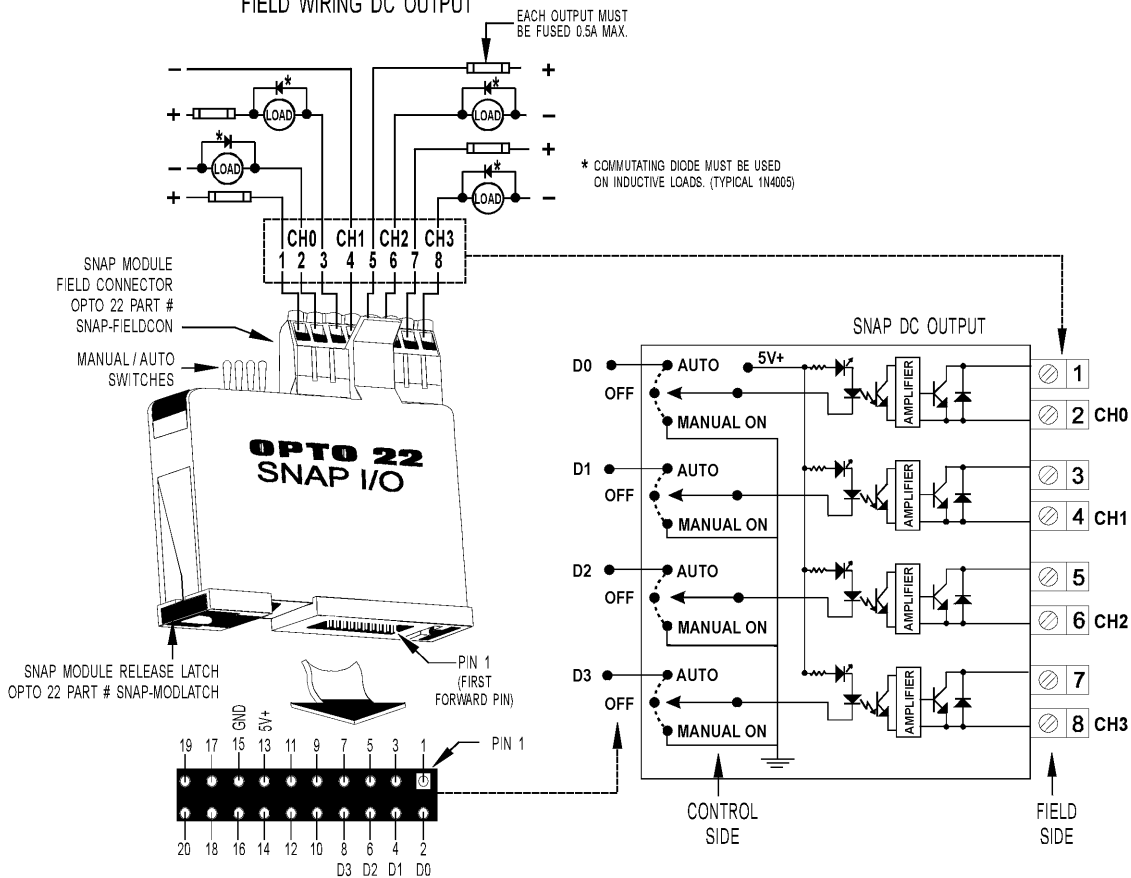 FIELD WIRING DC OUTPUT
EACH OUTPUT MUST
BE FUSED 0.5A MAX.
− +
+ * LOAD * LOAD −
* LOAD +
− * LOAD −
+
* COMMUTATING DIODE MUST BE USED
ON INDUCTIVE LOADS. (TYPICAL 1N4005)
CH0 CH1 CH2 CH3
1 2 3 4 5 6 7 8
SNAP MODULE
FIELD CONNECTOR
OPTO 22 PART #
SNAP-FIELDCON
MANUAL / AUTO
SWITCHES
OPTO 22
SNAP I/O
SNAP MODULE RELEASE LATCH
OPTO 22 PART # SNAP-MODLATCH
PIN 1
(FIRST
FORWARD PIN)
GND 5V+
19 17 15 13 11 9 7 5 3 1
PIN 1
20 18 16 14 12 10 8 6 4 2
D3 D2 D1 D0
SNAP DC OUTPUT
D0 AUTO 5V+ AMPLIFIER 1
OFF
MANUAL ON 2 CH0
D1 AUTO AMPLIFIER 3
OFF
MANUAL ON 4 CH1
D2 AUTO AMPLIFIER 5
OFF
MANUAL ON 6 CH2
D3 AUTO AMPLIFIER 7
OFF
MANUAL ON 8 CH3
CONTROL
SIDE
FIELD
SIDE